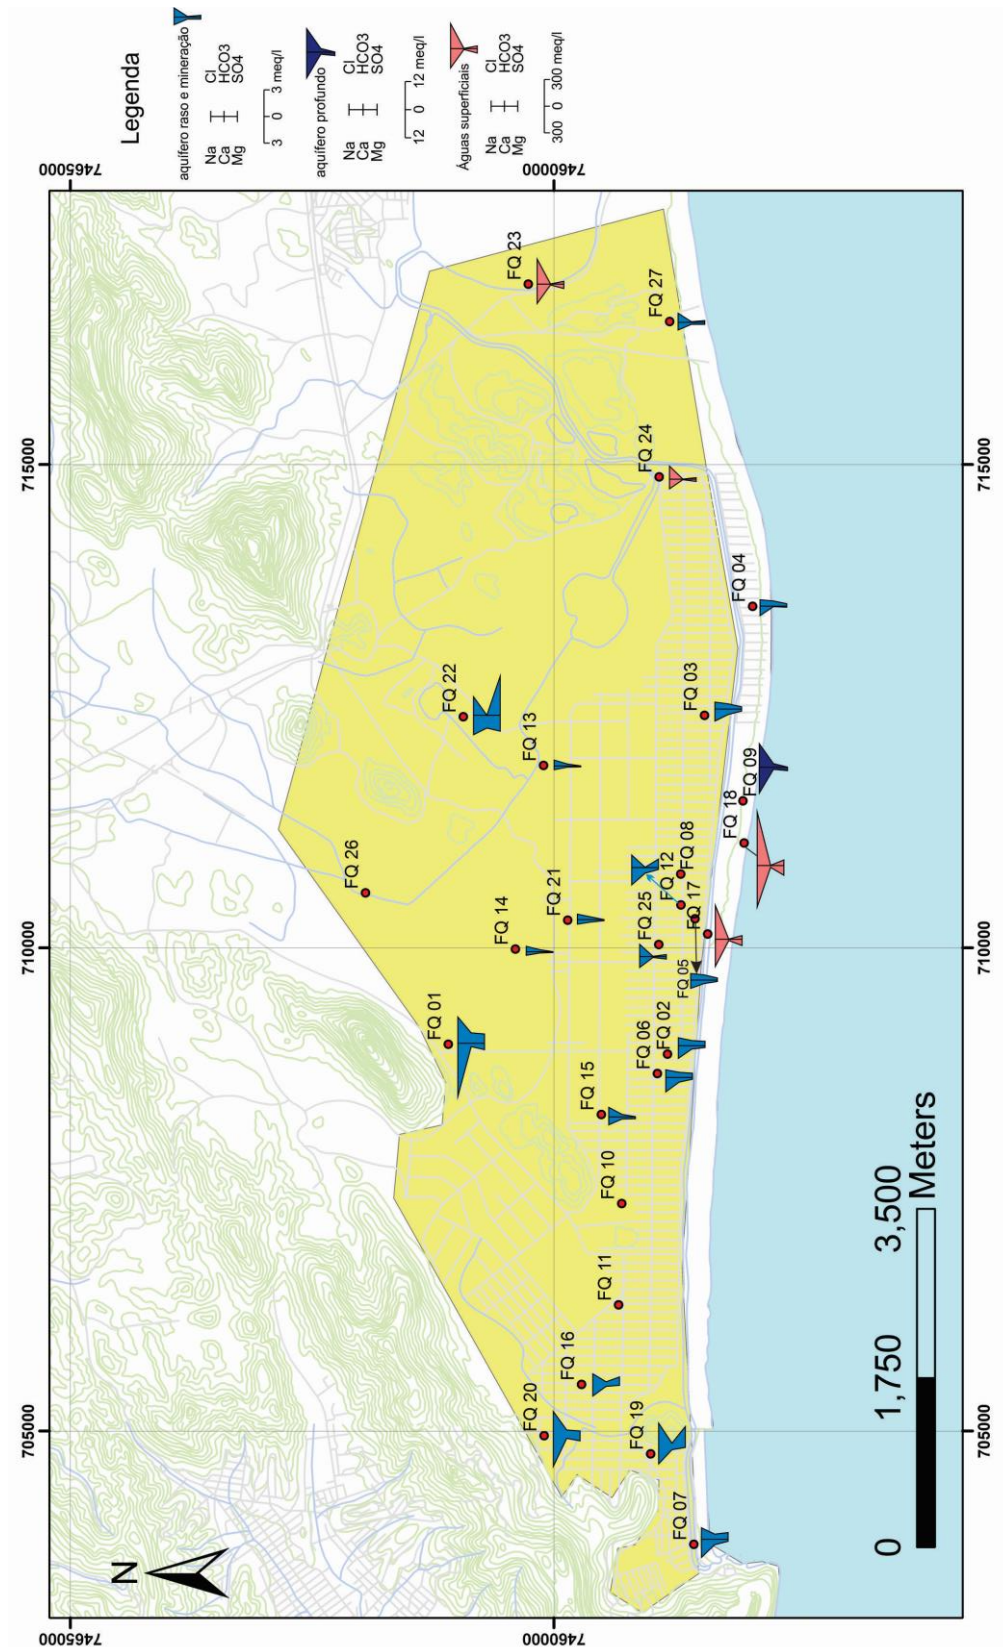 Legenda
aquífero raso e mineração
Na Cl
Ca HCO3
Mg SO4
3 0 3 meq/l
aquífero profundo
Na Cl
Ca HCO3
Mg SO4
12 0 12 meq/l
Águas superficiais
Na Cl
Ca HCO3
Mg SO4
300 0 300 meq/l
705000 710000 715000
7465000 7465000
7460000 7460000
N
FQ 26
FQ 01
FQ 22
FQ 14
FQ 23
FQ 20
FQ 13
FQ 21
FQ 16
FQ 15
FQ 11
FQ 10
FQ 19
FQ 06
FQ 25
FQ 24
FQ 02
FQ 12
FQ 08
FQ 27
FQ 07
FQ 05
FQ 17
FQ 03
FQ 18
FQ 09
FQ 04
0 1,750 3,500
Meters
705000 710000 715000